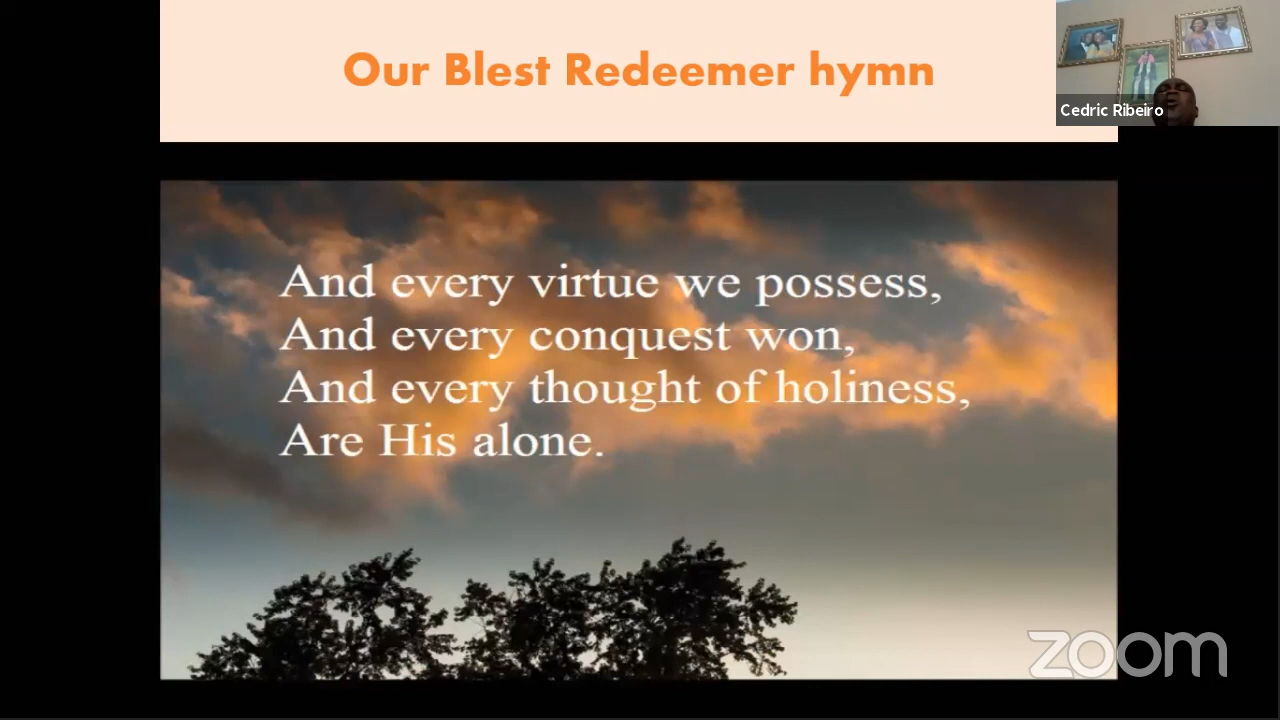 Our Blest Redeemer hymn
Cedric Ribeiro
And every virtue we possess,
And every conquest won,
And every thought of holiness,
Are His alone.
zoom